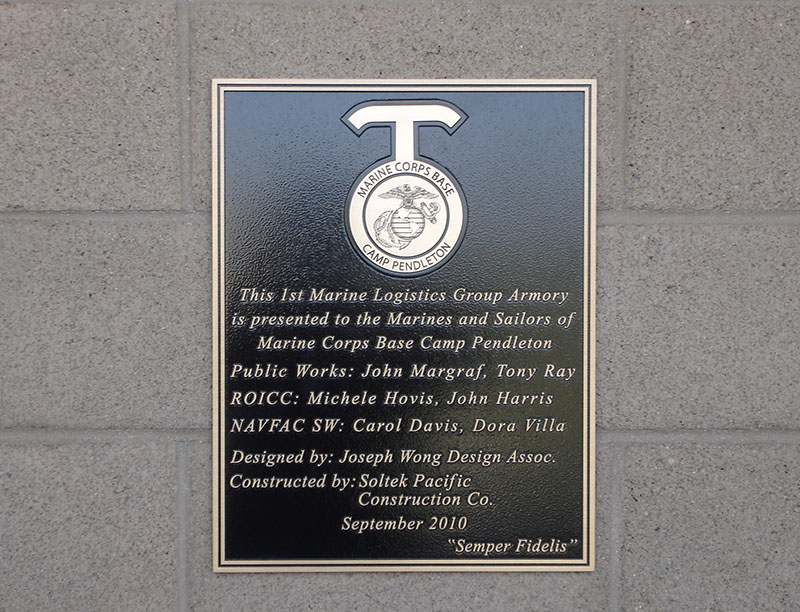 MARINE CORPS BASE
CAMP PENDLETON
This 1st Marine Logistics Group Armory
is presented to the Marines and Sailors of
Marine Corps Base Camp Pendleton
Public Works: John Margraf, Tony Ray
ROICC: Michele Hovis, John Harris
NAVFAC SW: Carol Davis, Dora Villa
Designed by: Joseph Wong Design Assoc.
Constructed by: Soltek Pacific
Construction Co.
September 2010
"Semper Fidelis"